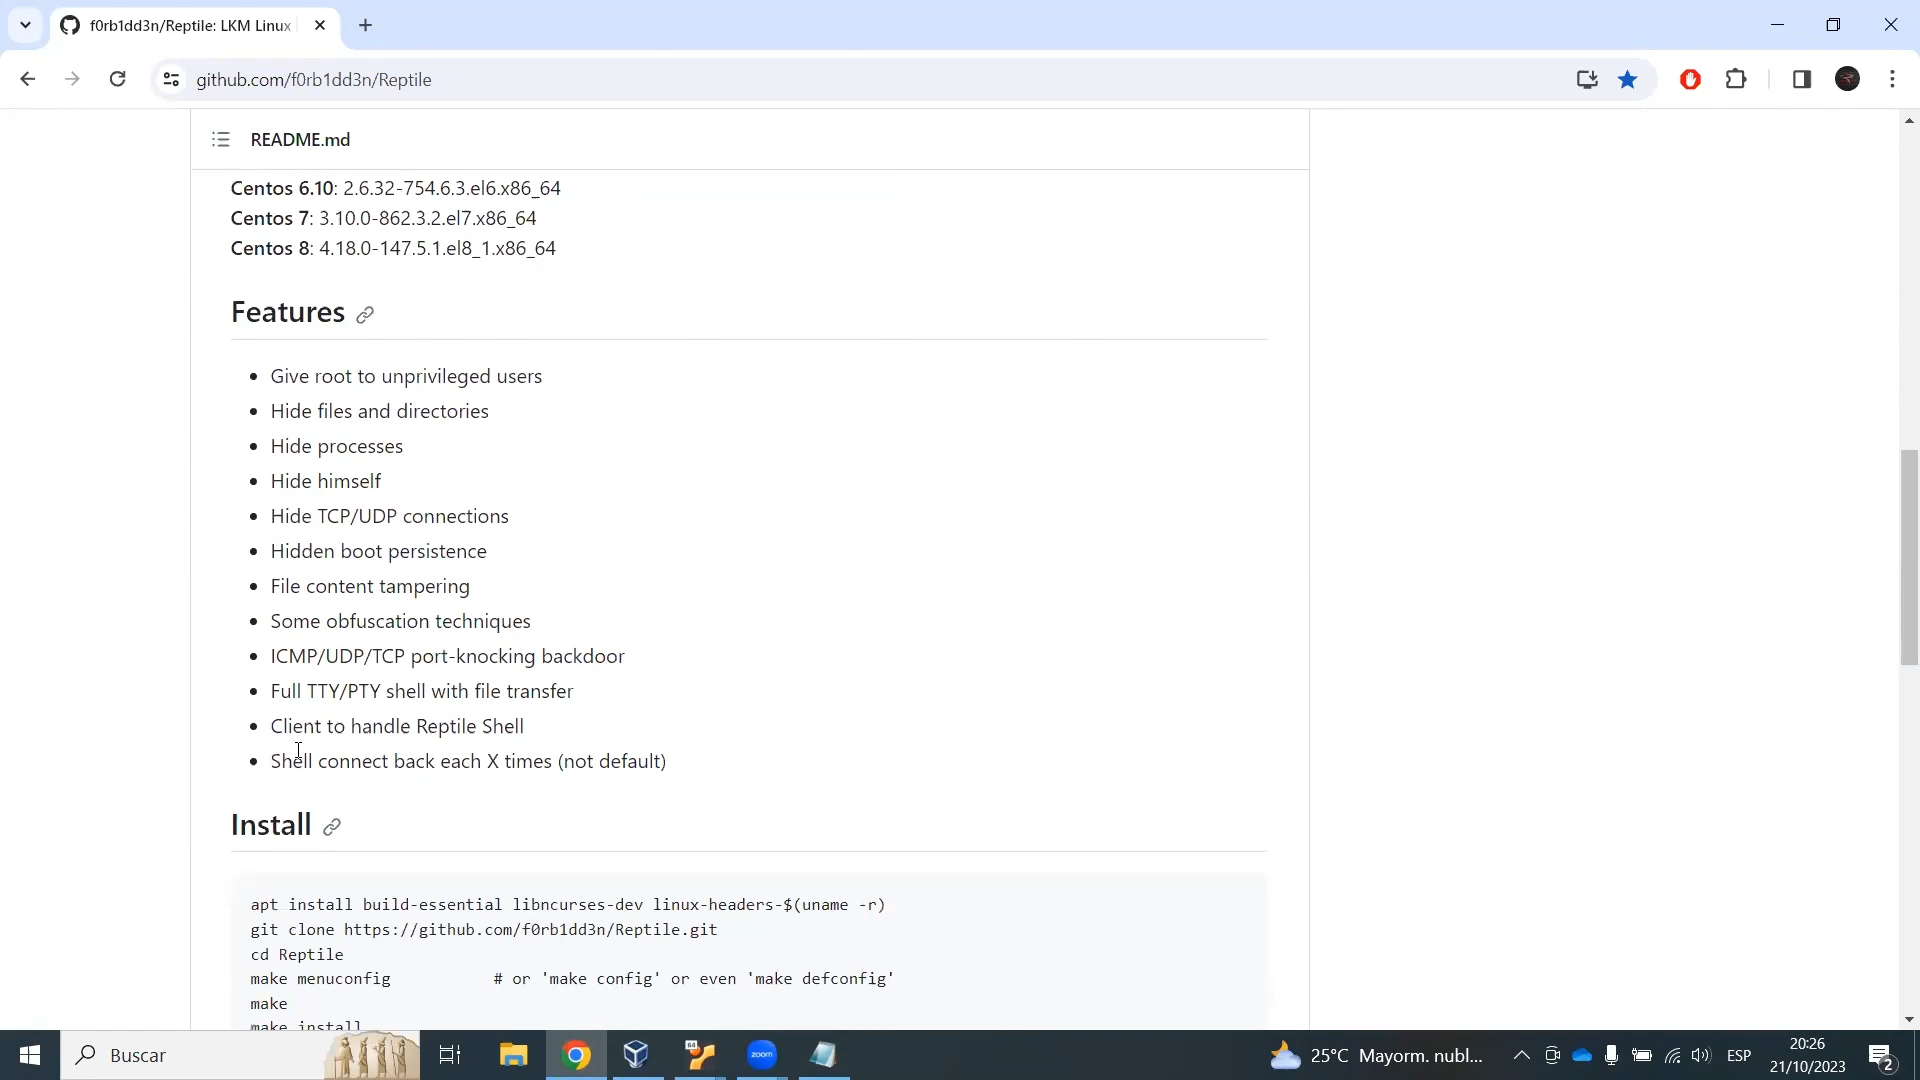 f0rb1dd3n/Reptile: LKM Linux
github.com/f0rb1dd3n/Reptile
README.md
Centos 6.10: 2.6.32-754.6.3.el6.x86_64
Centos 7: 3.10.0-862.3.2.el7.x86_64
Centos 8: 4.18.0-147.5.1.el8_1.x86_64
Features
Give root to unprivileged users
Hide files and directories
Hide processes
Hide himself
Hide TCP/UDP connections
Hidden boot persistence
File content tampering
Some obfuscation techniques
ICMP/UDP/TCP port-knocking backdoor
Full TTY/PTY shell with file transfer
Client to handle Reptile Shell
Shell connect back each X times (not default)
Install
apt install build-essential libncurses-dev linux-headers-$(uname -r)
git clone https://github.com/f0rb1dd3n/Reptile.git
cd Reptile
make menuconfig           # or 'make config' or even 'make defconfig'
make
make install
Buscar
64
zoom
25°C Mayorm. nubl...
ESP
20:26
21/10/2023
2